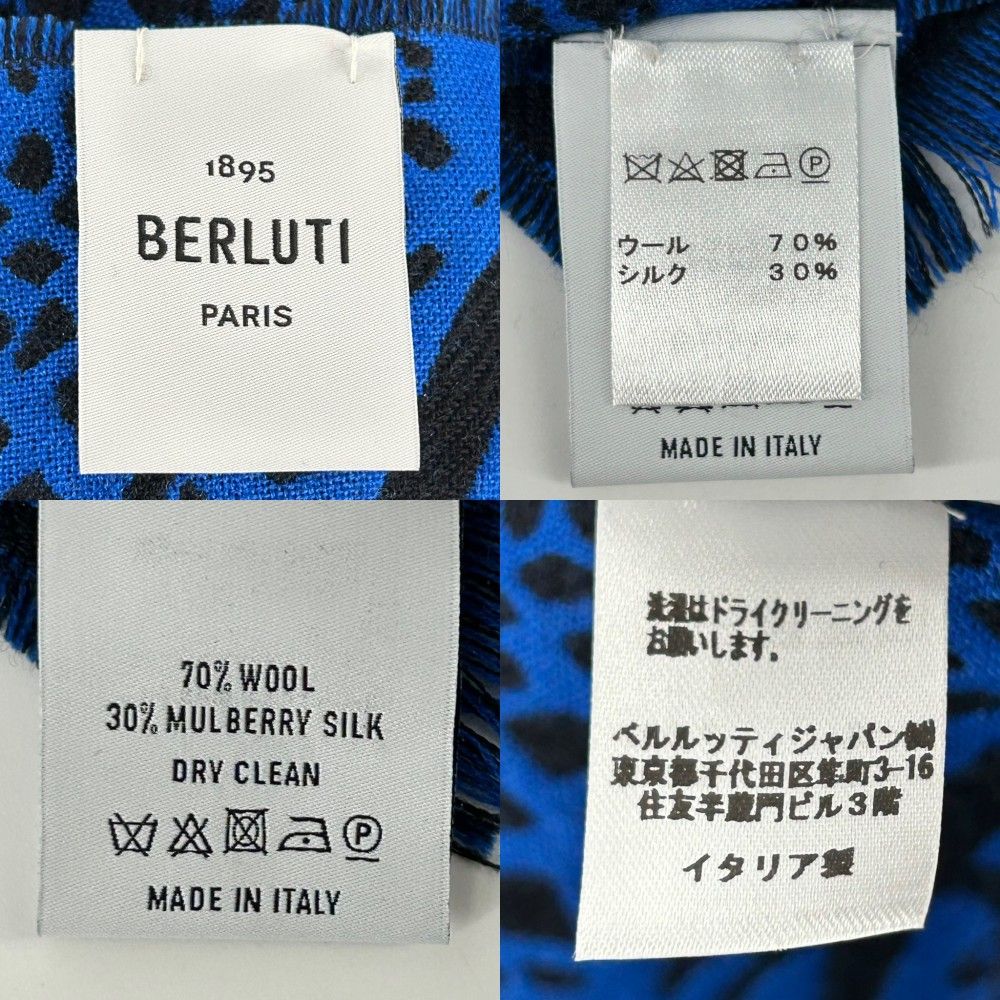 1895
BERLUTI
PARIS
ウール 70%
シルク 30%
MADE IN ITALY
70% WOOL
30% MULBERRY SILK
DRY CLEAN
MADE IN ITALY
洗濯はドライクリーニングを
お願いします。
ベルルッティジャパン㈱
東京都千代田区隼町3-16
住友半蔵門ビル3階
イタリア製